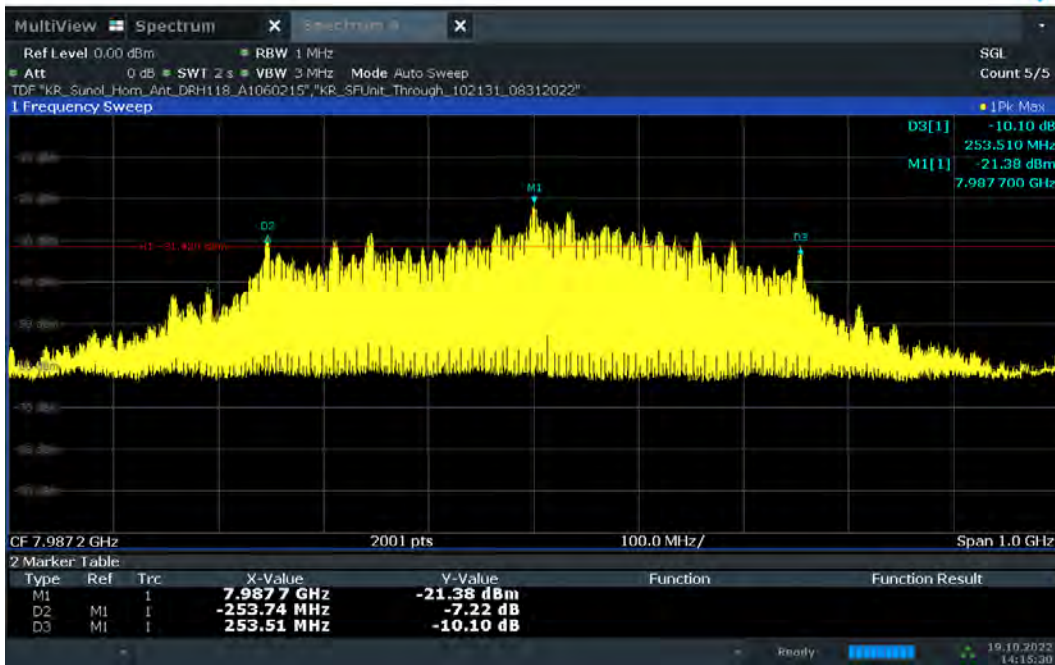 MultiView Spectrum X Spectrum X
Ref Level 0.00 dBm RBW 1 MHz SGL
Att 0 dB SWT 2 s VBW 3 MHz Mode Auto Sweep Count 5/5
TDF "KR_Sunol_Horn_Ant_DRH118_A1060215","KR_SFUnit_Through_102131_08312022"
1 Frequency Sweep 1Pk Max
D3[1] -10.10 dB
253.510 MHz
M1[1] -21.38 dBm
7.987700 GHz
M1
D2
D3
CF 7.9872 GHz 2001 pts 100.0 MHz/ Span 1.0 GHz
2 Marker Table
Type Ref Trc X-Value Y-Value Function Function Result
M1 1 7.9877 GHz -21.38 dBm
D2 M1 1 -253.74 MHz -7.22 dB
D3 M1 1 253.51 MHz -10.10 dB
Ready 19.10.2022
14:15:20